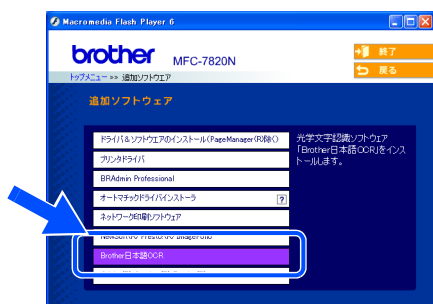 Macromedia Flash Player 6
brother MFC-7820N
終了
戻る
トップメニュー >> 追加ソフトウェア
追加ソフトウェア
ドライバ&ソフトウェアのインストール(PageManager(R)除く)
プリンタドライバ
BRAdmin Professional
オートマチックドライバインストーラ ?
ネットワーク印刷ソフトウェア
Brother日本語OCR
光学文字認識ソフトウェア
「Brother日本語OCR」をインス
トールします。